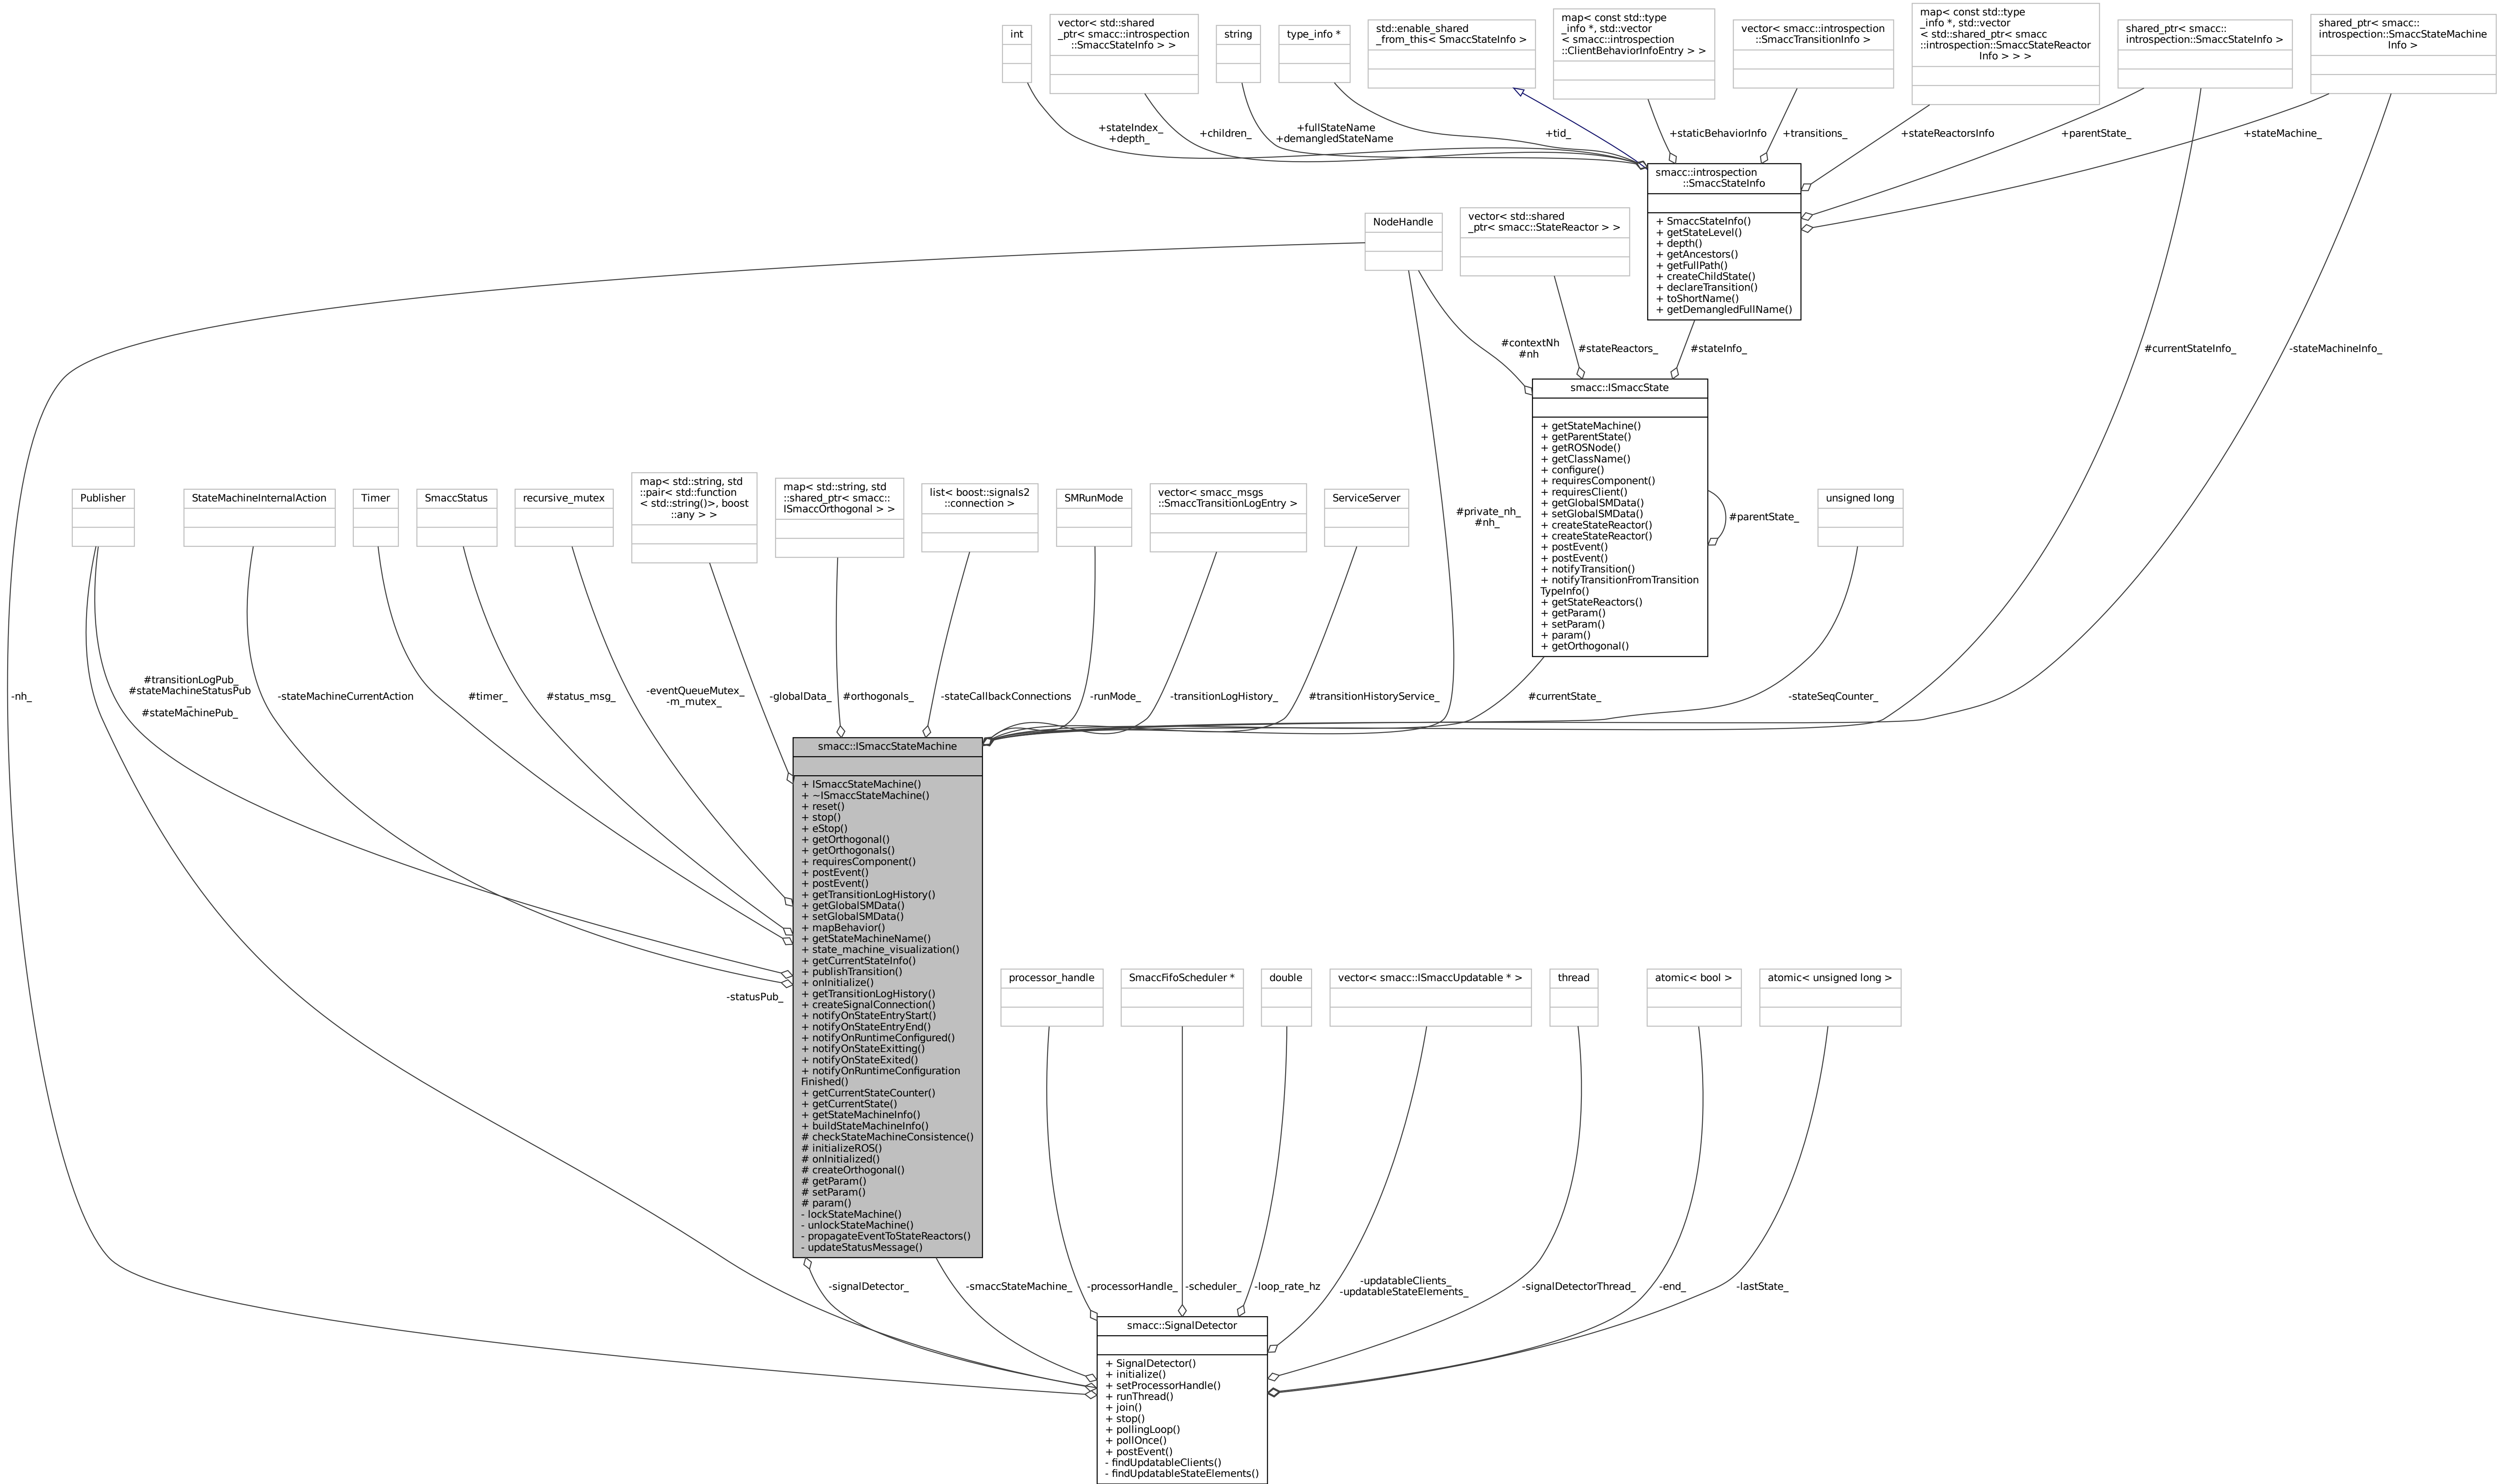 int
vector< std::shared
_ptr< smacc::introspection
::SmaccStateInfo > >
string
type_info *
std::enable_shared
_from_this< SmaccStateInfo >
map< const std::type
_info *, std::vector
< smacc::introspection
::ClientBehaviorInfoEntry > >
vector< smacc::introspection
::SmaccTransitionInfo >
map< const std::type
_info *, std::vector
< std::shared_ptr< smacc
::introspection::SmaccStateReactor
Info > > >
shared_ptr< smacc::
introspection::SmaccStateInfo >
shared_ptr< smacc::
introspection::SmaccStateMachine
Info >
+stateIndex_
+depth_
+children_
+fullStateName
+demangledStateName
+tid_
+staticBehaviorInfo
+transitions_
+stateReactorsInfo
+parentState_
+stateMachine_
smacc::introspection
::SmaccStateInfo
+ SmaccStateInfo()
+ getStateLevel()
+ depth()
+ getAncestors()
+ getFullPath()
+ createChildState()
+ declareTransition()
+ toShortName()
+ getDemangledFullName()
NodeHandle
vector< std::shared
_ptr< smacc::StateReactor > >
#contextNh
#nh
#stateReactors_
#stateInfo_
#currentStateInfo_
-stateMachineInfo_
smacc::ISmaccState
+ getStateMachine()
+ getParentState()
+ getROSNode()
+ getClassName()
+ configure()
+ requiresComponent()
+ requiresClient()
+ getGlobalSMData()
+ setGlobalSMData()
+ createStateReactor()
+ createStateReactor()
+ postEvent()
+ postEvent()
+ notifyTransition()
+ notifyTransitionFromTransition
TypeInfo()
+ getStateReactors()
+ getParam()
+ setParam()
+ param()
+ getOrthogonal()
#parentState_
Publisher
StateMachineInternalAction
Timer
SmaccStatus
recursive_mutex
map< std::string, std
::pair< std::function
< std::string()>, boost
::any > >
map< std::string, std
::shared_ptr< smacc::
ISmaccOrthogonal > >
list< boost::signals2
::connection >
SMRunMode
vector< smacc_msgs
::SmaccTransitionLogEntry >
ServiceServer
#private_nh_
#nh_
unsigned long
-nh_
#transitionLogPub_
#stateMachineStatusPub
_
#stateMachinePub_
-stateMachineCurrentAction
#timer_
#status_msg_
-eventQueueMutex_
-m_mutex_
-globalData_
#orthogonals_
-stateCallbackConnections
-runMode_
-transitionLogHistory_
#transitionHistoryService_
#currentState_
-stateSeqCounter_
smacc::ISmaccStateMachine
+ ISmaccStateMachine()
+ ~ISmaccStateMachine()
+ reset()
+ stop()
+ eStop()
+ getOrthogonal()
+ getOrthogonals()
+ requiresComponent()
+ postEvent()
+ postEvent()
+ getTransitionLogHistory()
+ getGlobalSMData()
+ setGlobalSMData()
+ mapBehavior()
+ getStateMachineName()
+ state_machine_visualization()
+ getCurrentStateInfo()
+ publishTransition()
+ onInitialize()
+ getTransitionLogHistory()
+ createSignalConnection()
+ notifyOnStateEntryStart()
+ notifyOnStateEntryEnd()
+ notifyOnRuntimeConfigured()
+ notifyOnStateExitting()
+ notifyOnStateExited()
+ notifyOnRuntimeConfiguration
Finished()
+ getCurrentStateCounter()
+ getCurrentState()
+ getStateMachineInfo()
+ buildStateMachineInfo()
# checkStateMachineConsistence()
# initializeROS()
# onInitialized()
# createOrthogonal()
# getParam()
# setParam()
# param()
- lockStateMachine()
- unlockStateMachine()
- propagateEventToStateReactors()
- updateStatusMessage()
-statusPub_
processor_handle
SmaccFifoScheduler *
double
vector< smacc::ISmaccUpdatable * >
thread
atomic< bool >
atomic< unsigned long >
-signalDetector_
-smaccStateMachine_
-processorHandle_
-scheduler_
-loop_rate_hz
-updatableClients_
-updatableStateElements_
-signalDetectorThread_
-end_
-lastState_
smacc::SignalDetector
+ SignalDetector()
+ initialize()
+ setProcessorHandle()
+ runThread()
+ join()
+ stop()
+ pollingLoop()
+ pollOnce()
+ postEvent()
- findUpdatableClients()
- findUpdatableStateElements()